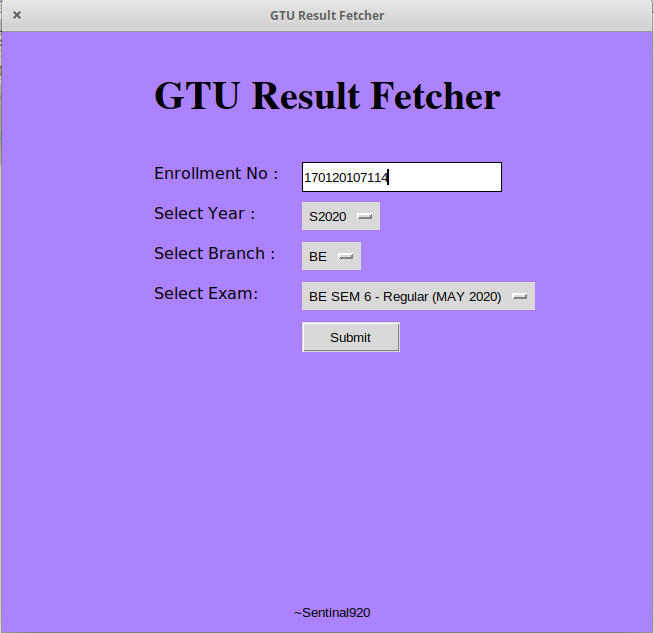 GTU Result Fetcher
GTU Result Fetcher
Enrollment No : 170120107114
Select Year : S2020
Select Branch : BE
Select Exam: BE SEM 6 - Regular (MAY 2020)
Submit
~Sentinal920